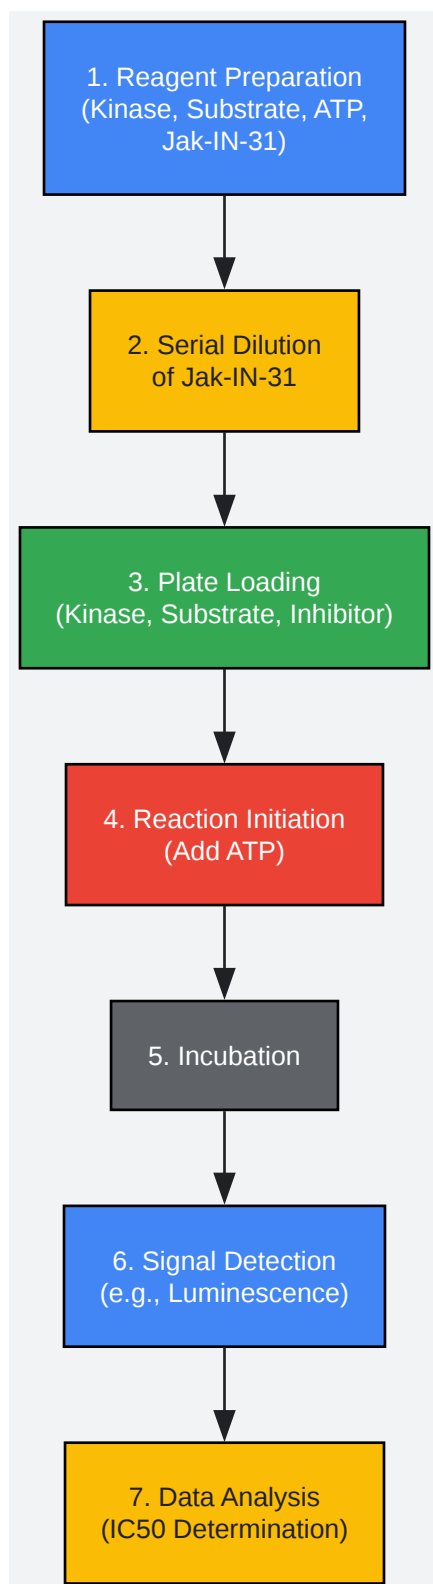 1. Reagent Preparation
(Kinase, Substrate, ATP,
Jak-IN-31)
2. Serial Dilution
of Jak-IN-31
3. Plate Loading
(Kinase, Substrate, Inhibitor)
4. Reaction Initiation
(Add ATP)
5. Incubation
6. Signal Detection
(e.g., Luminescence)
7. Data Analysis
(IC50 Determination)